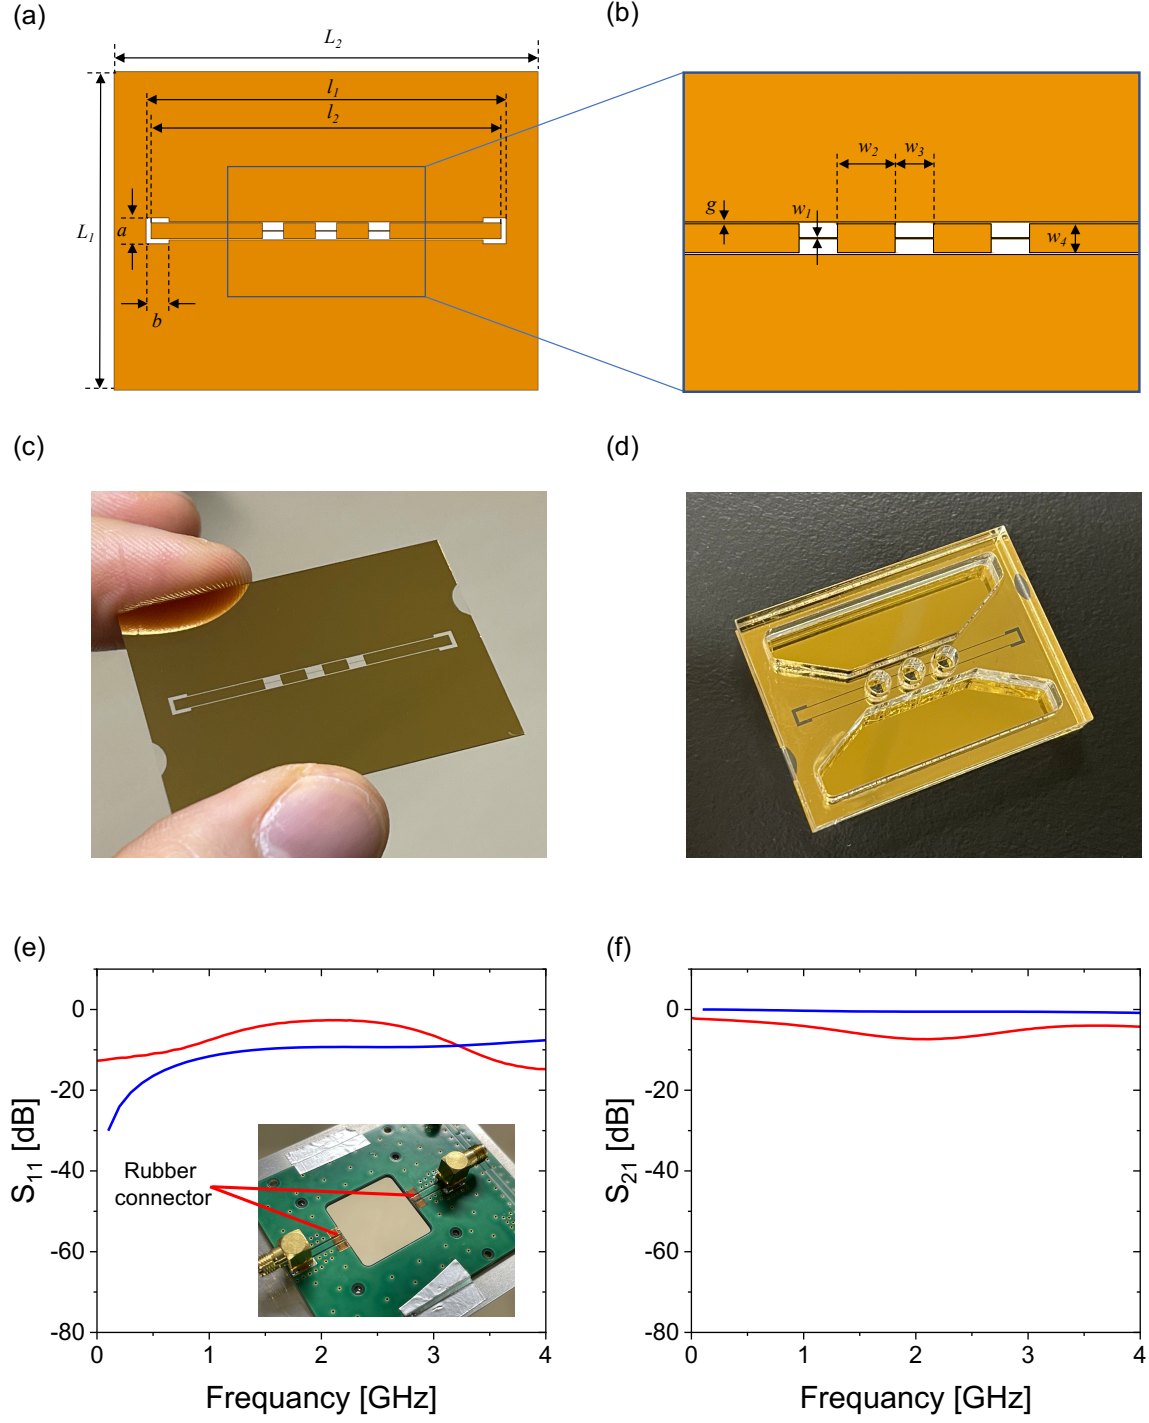 (a)
(b)
L2
l1
l2
L1
a
b
w2
w3
g
w1
w4
(c)
(d)
(e)
(f)
0
-20
-40
-60
-80
S11 [dB]
Rubber
connector
0
1
2
3
4
Frequancy [GHz]
0
-20
-40
-60
-80
S21 [dB]
0
1
2
3
4
Frequancy [GHz]